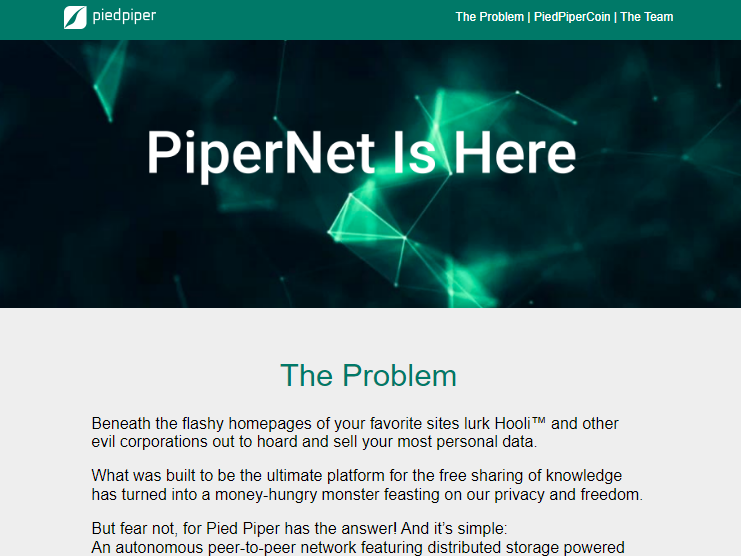 piedpiper
The Problem | PiedPiperCoin | The Team
PiperNet Is Here
The Problem
Beneath the flashy homepages of your favorite sites lurk Hooli™ and other
evil corporations out to hoard and sell your most personal data.
What was built to be the ultimate platform for the free sharing of knowledge
has turned into a money-hungry monster feasting on our privacy and freedom.
But fear not, for Pied Piper has the answer! And it’s simple:
An autonomous peer-to-peer network featuring distributed storage powered